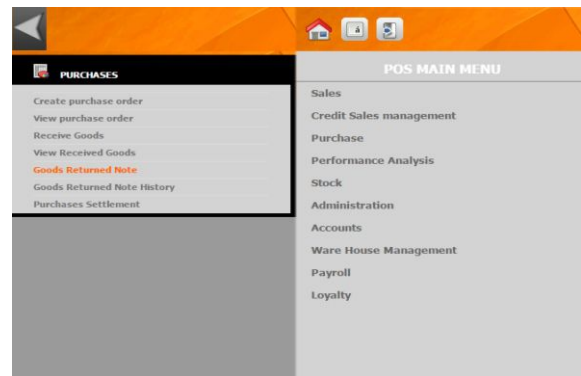 PURCHASES
Create purchase order
View purchase order
Receive Goods
View Received Goods
Goods Returned Note
Goods Returned Note History
Purchases Settlement
POS MAIN MENU
Sales
Credit Sales management
Purchase
Performance Analysis
Stock
Administration
Accounts
Ware House Management
Payroll
Loyalty